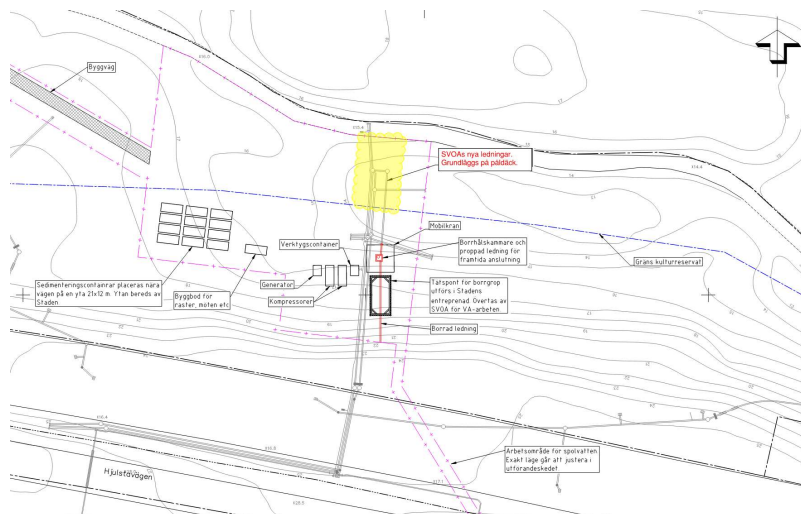 Byggväg
SVOAs nya ledningar.
Grundläggs på påldäck.
Mobilkran
Borrhålskammare och
proppad ledning för
framtida anslutning
Verktygscontainer
Gräns kulturreservat
Generator
Sedimenteringscontainrar placeras nära
vägen på en yta 21x12 m. Ytan bereds av
Staden.
Byggbod för
raster, möten etc
Kompressorer
Tätspont för borrgrop
utförs i Stadens
entreprenad. Övertas av
SVOA för VA-arbeten.
Borrad ledning
Arbetsområde för spolvatten
Exakt läge går att justera i
utförandeskedet
Hjulstavägen